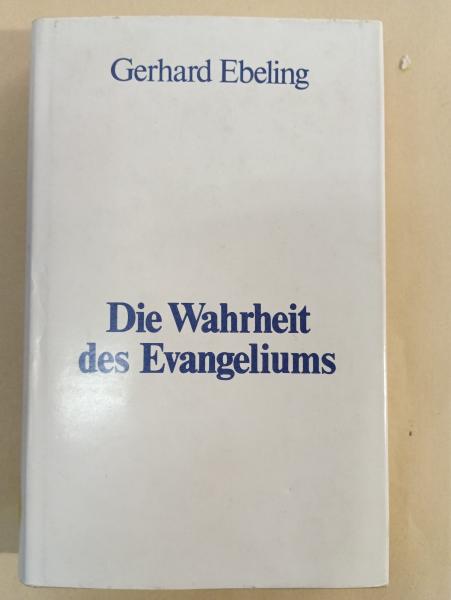 Gerhard Ebeling
Die Wahrheit
des Evangeliums